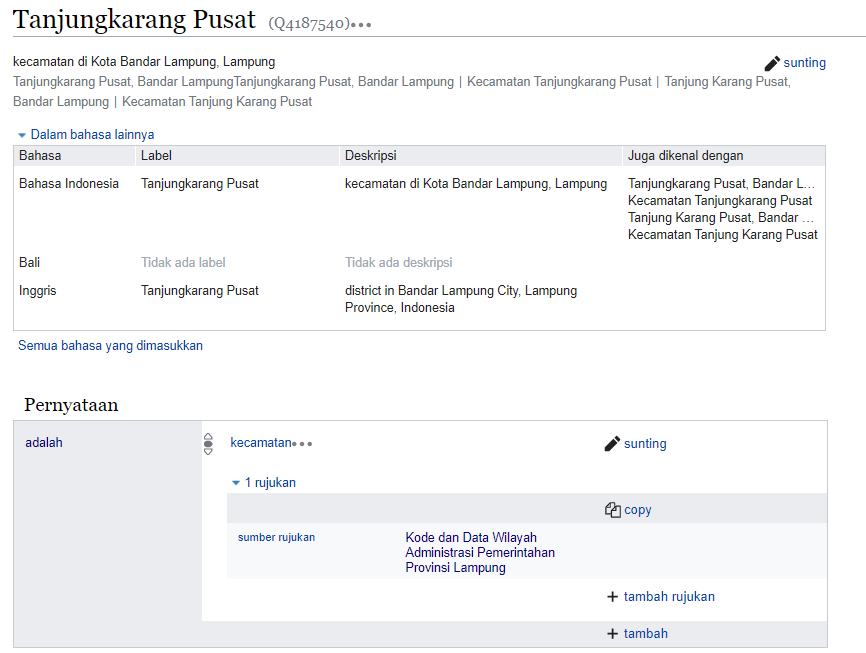 Tanjungkarang Pusat (Q4187540)•••
kecamatan di Kota Bandar Lampung, Lampung
sunting
Tanjungkarang Pusat, Bandar LampungTanjungkarang Pusat, Bandar Lampung | Kecamatan Tanjungkarang Pusat | Tanjung Karang Pusat,
Bandar Lampung | Kecamatan Tanjung Karang Pusat
Dalam bahasa lainnya
Bahasa Label Deskripsi Juga dikenal dengan
Bahasa Indonesia Tanjungkarang Pusat kecamatan di Kota Bandar Lampung, Lampung Tanjungkarang Pusat, Bandar L...
Kecamatan Tanjungkarang Pusat
Tanjung Karang Pusat, Bandar ...
Kecamatan Tanjung Karang Pusat
Bali Tidak ada label Tidak ada deskripsi
Inggris Tanjungkarang Pusat district in Bandar Lampung City, Lampung
Province, Indonesia
Semua bahasa yang dimasukkan
Pernyataan
adalah kecamatan••• sunting
1 rujukan
copy
sumber rujukan Kode dan Data Wilayah
Administrasi Pemerintahan
Provinsi Lampung
+ tambah rujukan
+ tambah